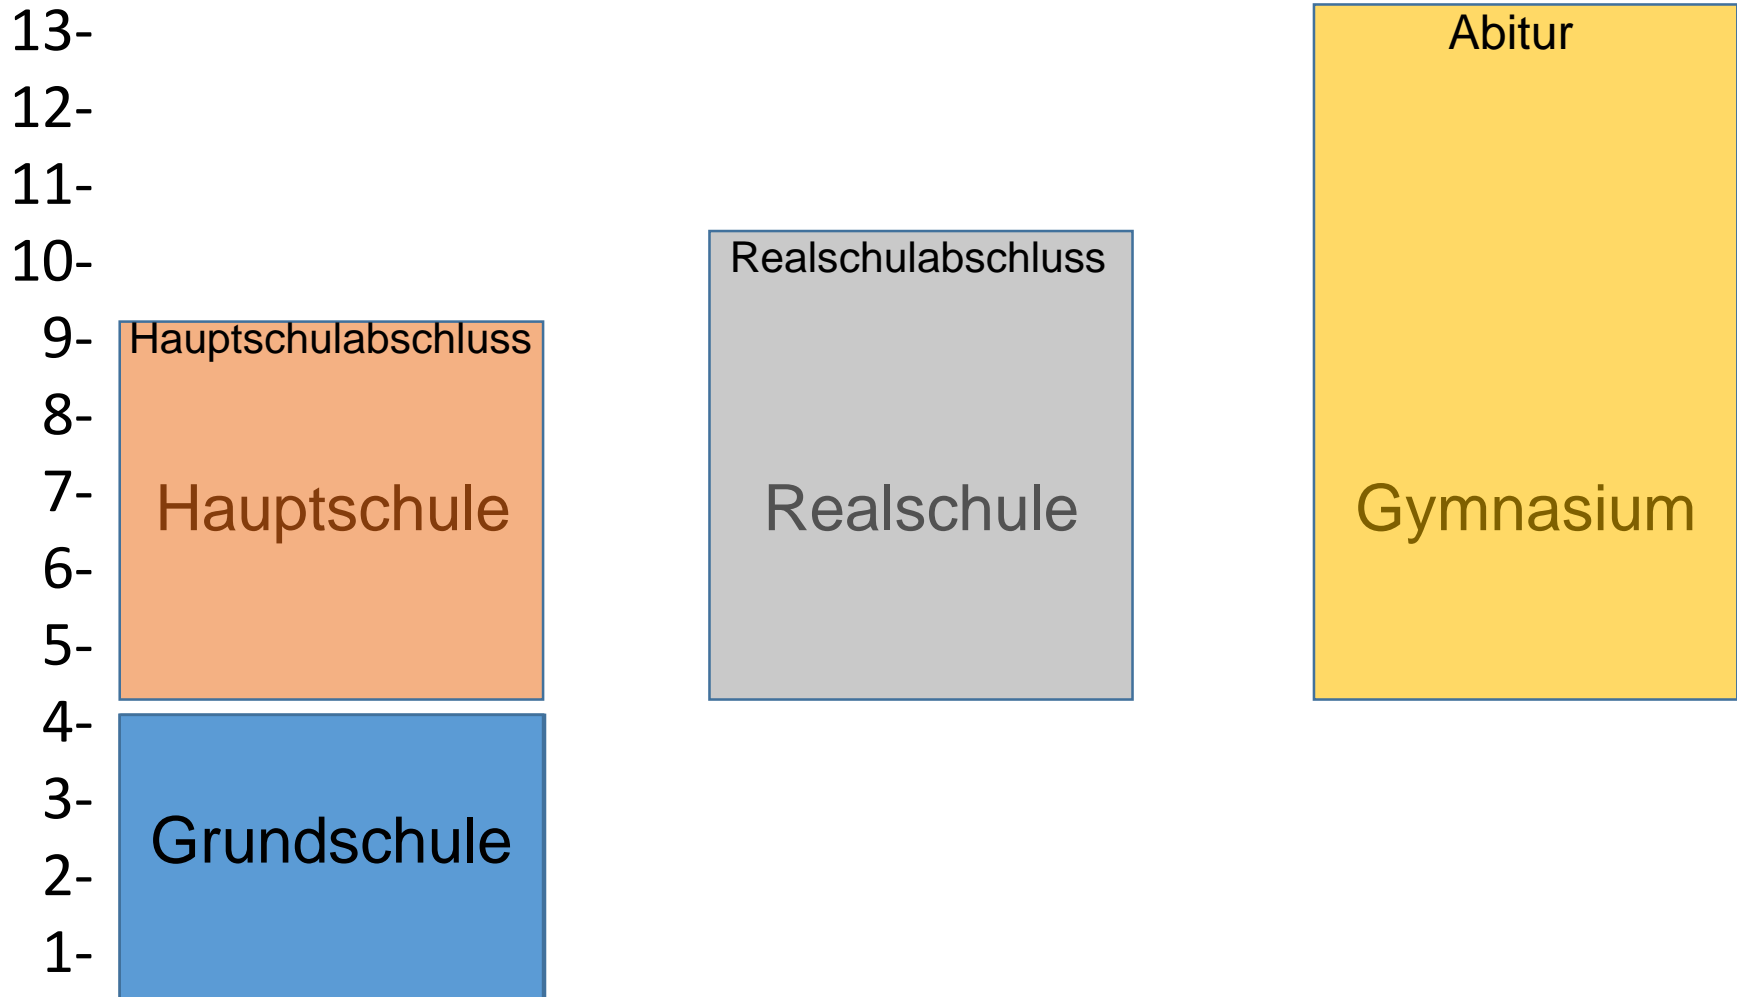 13-
Abitur
12-
11-
10-
Realschulabschluss
9-
Hauptschulabschluss
8-
7-
Hauptschule
Realschule
Gymnasium
6-
5-
4-
3-
Grundschule
2-
1-